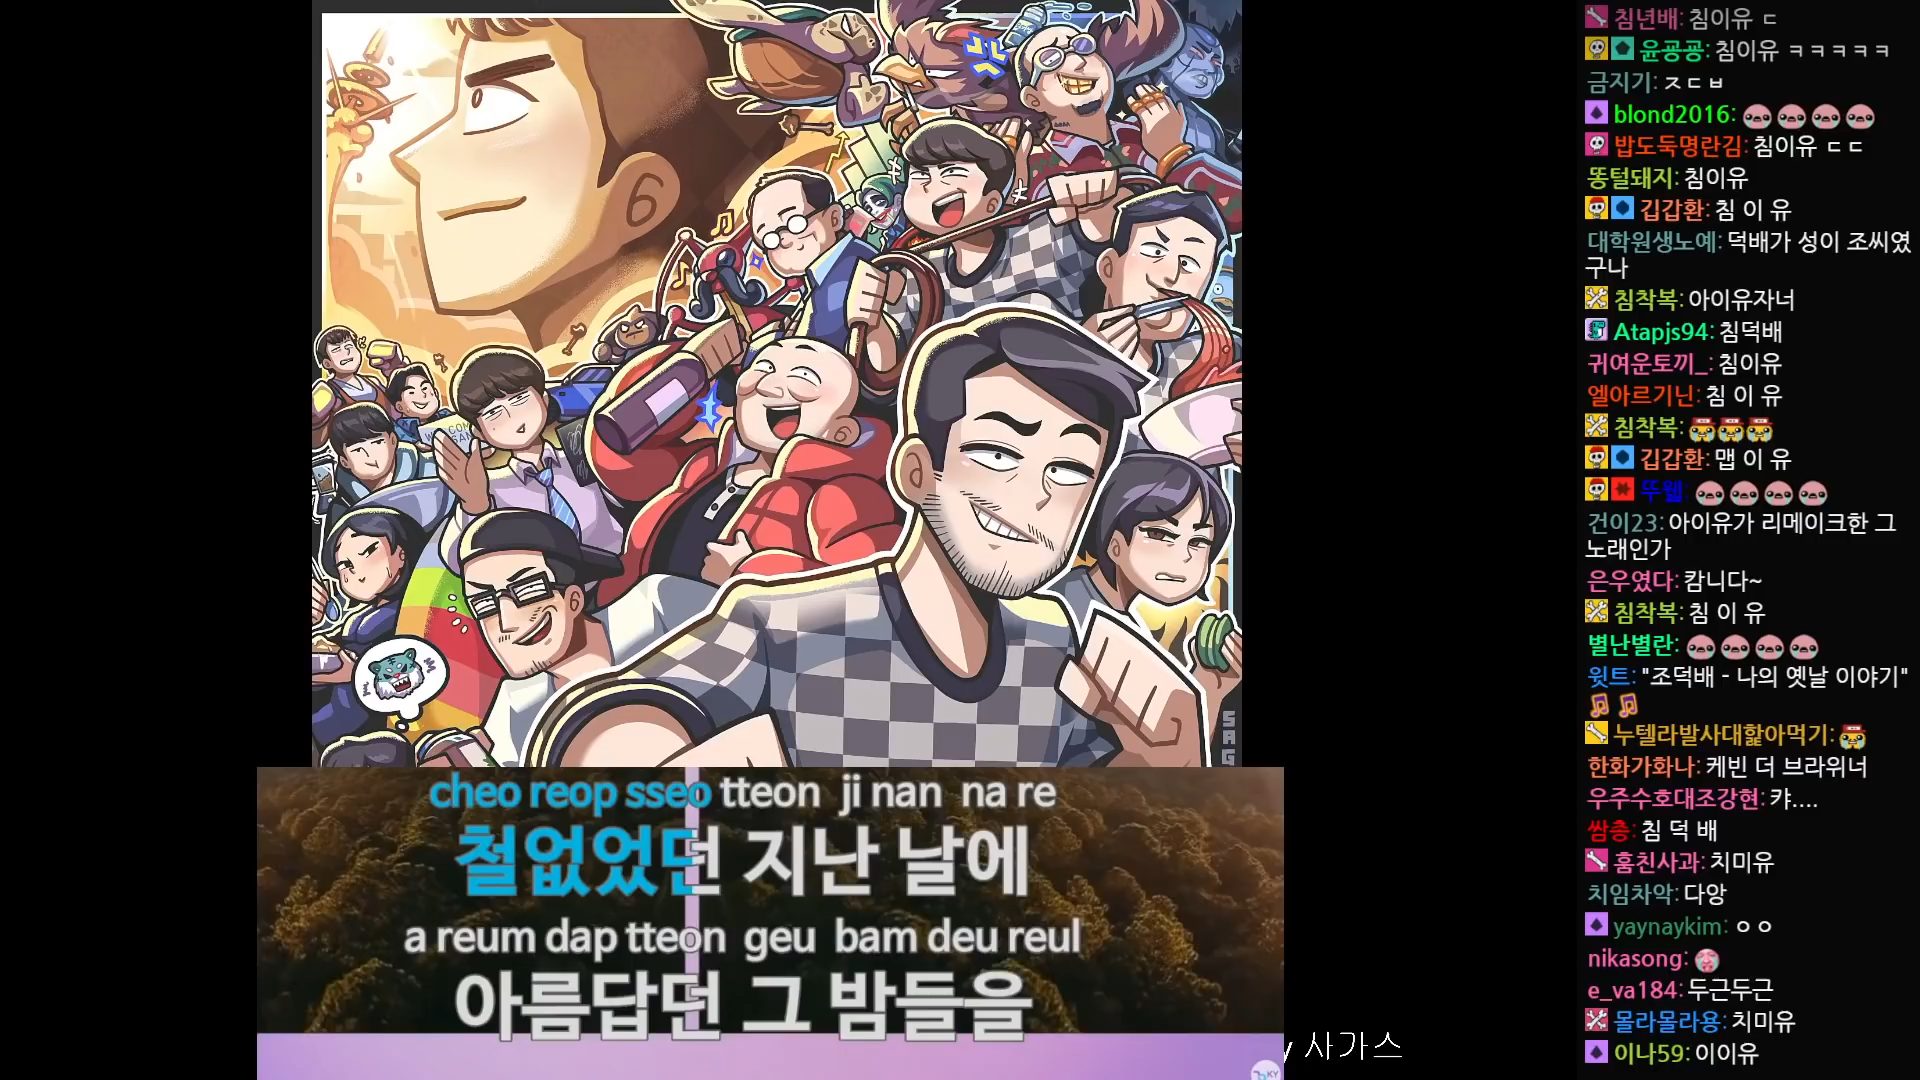 cheo reop sseo tteon ji nan na re
철없었던 지난 날에
a reum dap tteon geu bam deu reul
아름답던 그 밤들을
사가스
침년배: 침이유 ㄷ
윤공공: 침이유 ㅋㅋㅋㅋㅋ
금지기: ㅈㄷㅂ
blond2016:
밥도둑명란김: 침이유 ㄷㄷ
똥털돼지: 침이유
김갑환: 침 이 유
대학원생노예: 덕배가 성이 조씨였
구나
침착복: 아이유자너
Atapjs94: 침덕배
귀여운토끼_: 침이유
엘아르기닌: 침 이 유
침착복:
김갑환: 맵 이 유
뚜웹:
건이23: 아이유가 리메이크한 그
노래인가
은우였다: 캄니다~
침착복: 침 이 유
별난별란:
윗트: "조덕배 - 나의 옛날 이야기"
누텔라발사대핥아먹기:
한화가화나: 케빈 더 브라위너
우주수호대조강현: 캬....
쌈총: 침 덕 배
훔친사과: 치미유
치임차악: 다앙
yaynaykim: ㅇㅇ
nikasong:
e_va184: 두근두근
몰라몰라용: 치미유
이나59: 이이유